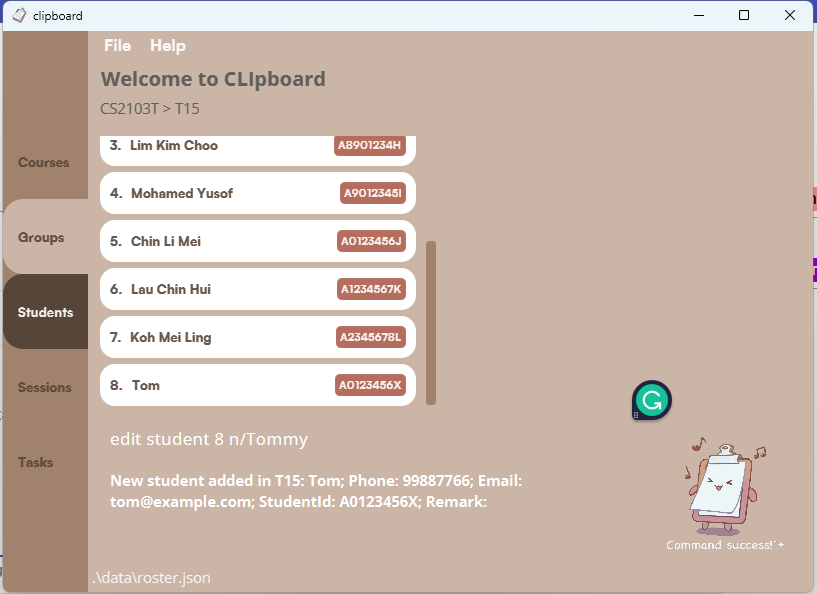 clipboard
File Help
Welcome to CLIpboard
CS2103T > T15
Courses
Groups
Students
Sessions
Tasks
3. Lim Kim Choo A8901234H
4. Mohamed Yusof A9012345I
5. Chin Li Mei A0123456J
6. Lau Chin Hui A1234567K
7. Koh Mei Ling A2345678L
8. Tom A0123456X
edit student 8 n/Tommy
New student added in T15: Tom; Phone: 99887766; Email:
tom@example.com; StudentId: A0123456X; Remark:
Command success!
.\data\roster.json